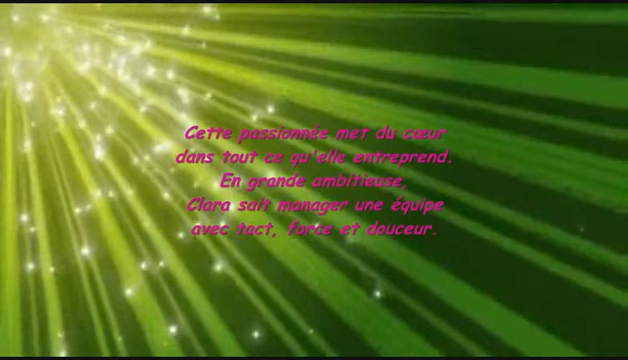 Cette passionnée met du cœur
dans tout ce qu'elle entreprend.
En grande ambitieuse,
Clara sait manager une équipe
avec tact, force et douceur.